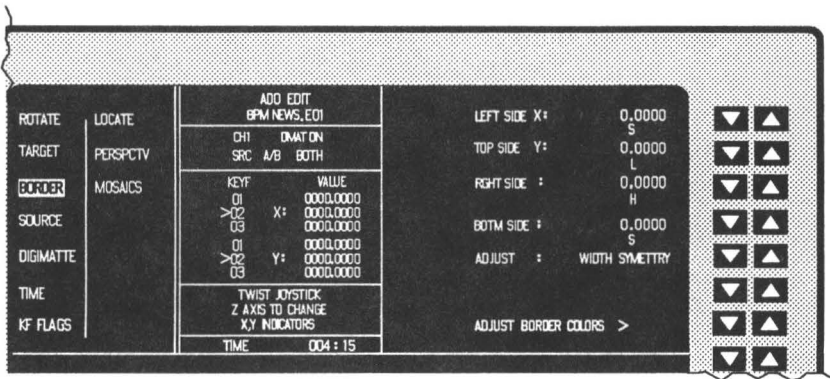 ROTATE
TARGET
BORDER
SOURCE
DIGIMATTE
TIME
KF FLAGS
LOCATE
PERSPCTV
MOSAICS
ADO EDIT
6PM NEWS.E01
CH1 DMAT ON
SRC A/B BOTH
KEYF VALUE
01 0000.0000
>02 X: 0000.0000
03 0000.0000
01 0000.0000
>02 Y: 0000.0000
03 0000.0000
TWIST JOYSTICK
Z AXIS TO CHANGE
X,Y INDICATORS
TIME 004:15
LEFT SIDE X: 0.0000
S
TOP SIDE Y: 0.0000
L
RGHT SIDE : 0.0000
H
BOTM SIDE : 0.0000
S
ADJUST : WIDTH SYMETTRY
ADJUST BORDER COLORS >